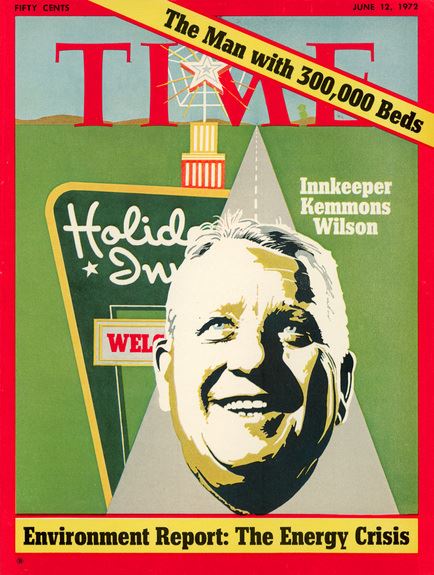 FIFTY CENTS
JUNE 12, 1972
The Man with 300,000 Beds
TIME
Innkeeper
Kemmons
Wilson
Holid
Inn
WELC
Environment Report: The Energy Crisis